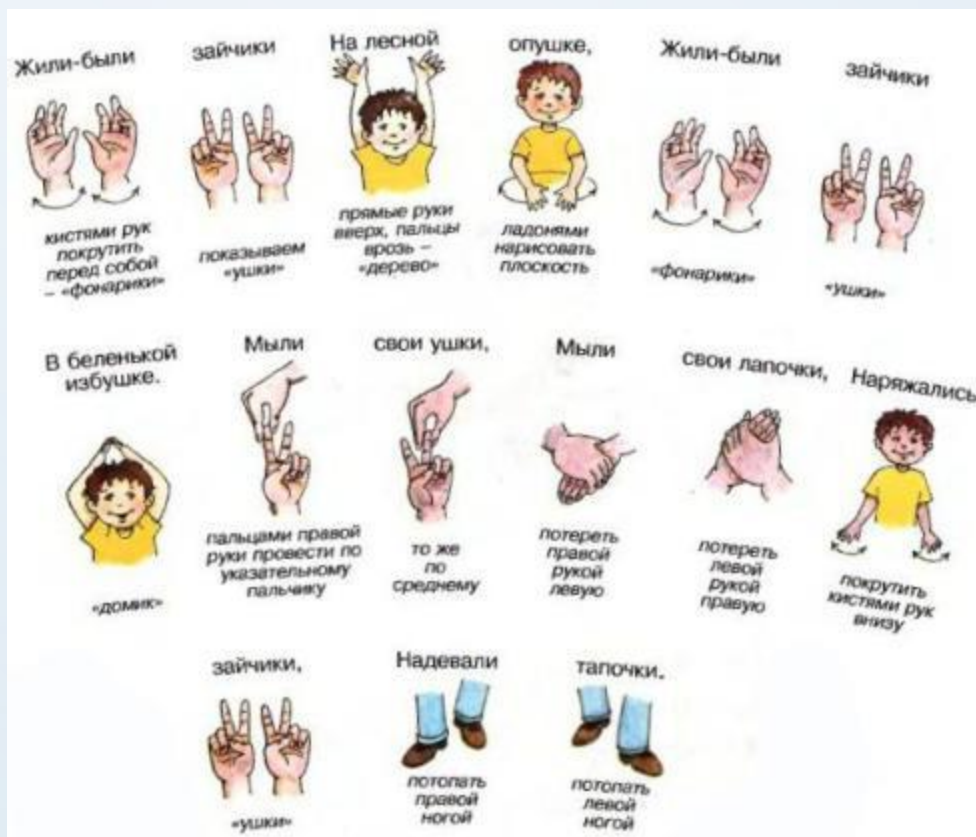 Жили-были
зайчики
На лесной
опушке,
Жили-были
зайчики
кистями рук
покрутить
перед собой
– «фонарики»
показываем
«ушки»
прямые руки
вверх, пальцы
врозь –
«дерево»
ладонями
нарисовать
плоскость
«фонарики»
«ушки»
В беленькой
избушке.
Мыли
свои ушки,
Мыли
свои лапочки,
Наряжались
«домик»
пальцами правой
руки провести по
указательному
пальчику
то же
по
среднему
потереть
правой
рукой
левую
потереть
левой
рукой
правую
покрутить
кистями рук
внизу
зайчики,
Надевали
тапочки.
«ушки»
потопать
правой
ногой
потопать
левой
ногой